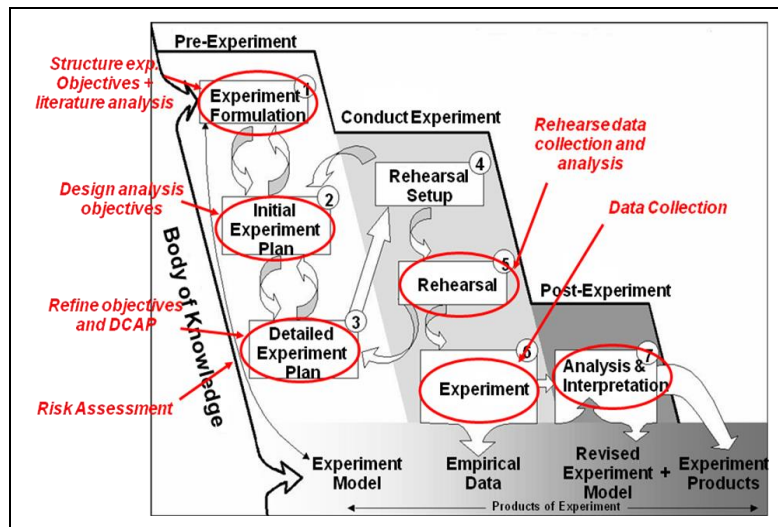 Pre-Experiment
Structure exp.
Objectives +
literature analysis
1
Experiment
Formulation
Conduct Experiment
Rehearse data
collection and
analysis
4
Rehearsal
Setup
Design analysis
objectives
2
Initial
Experiment
Plan
Data Collection
Body of Knowledge
5
Rehearsal
Post-Experiment
Refine objectives
and DCAP
3
Detailed
Experiment
Plan
6
Experiment
7
Analysis &
Interpretation
Risk Assessment
Experiment
Model
Empirical
Data
Revised
Experiment
Model
+
Experiment
Products
Products of Experiment